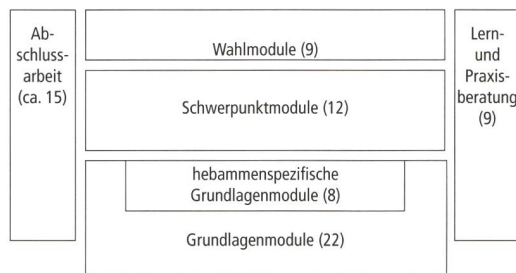 Ab-
schluss-
arbeit
(ca. 15)
Wahlmodule (9)
Schwerpunktmodule (12)
hebammenspezifische
Grundlagenmodule (8)
Grundlagenmodule (22)
Lern-
und
Praxis-
beratung
(9)